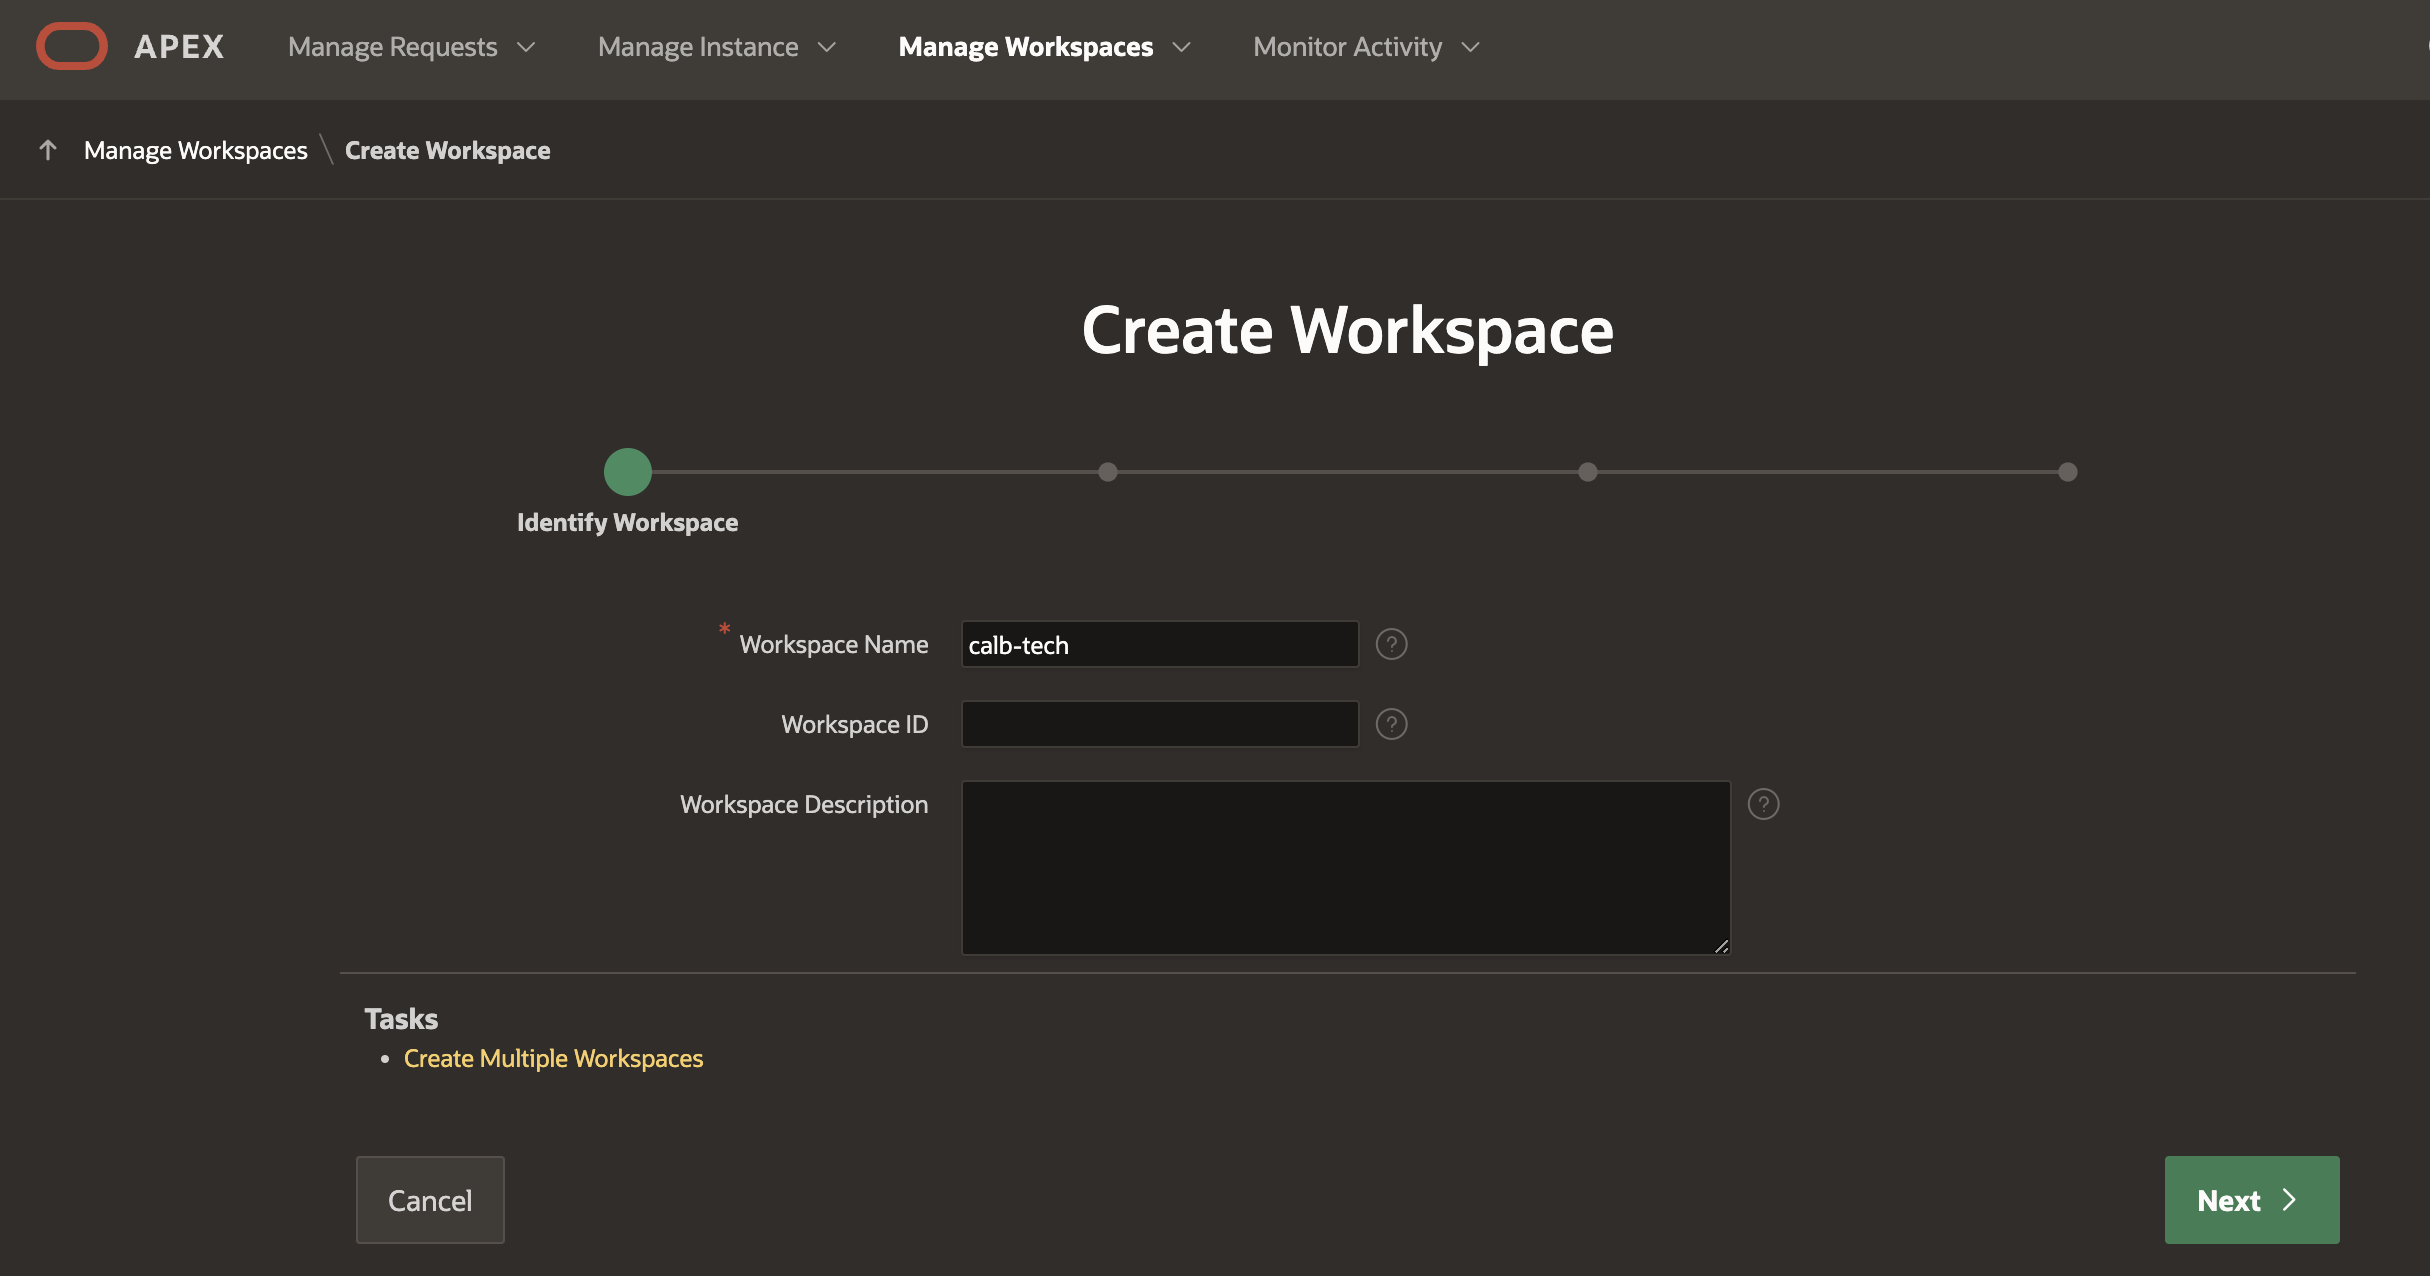 APEX Manage Requests Manage Instance Manage Workspaces Monitor Activity
Manage Workspaces \ Create Workspace
Create Workspace
Identify Workspace
* Workspace Name calb-tech ?
Workspace ID ?
Workspace Description ?
Tasks
• Create Multiple Workspaces
Cancel Next